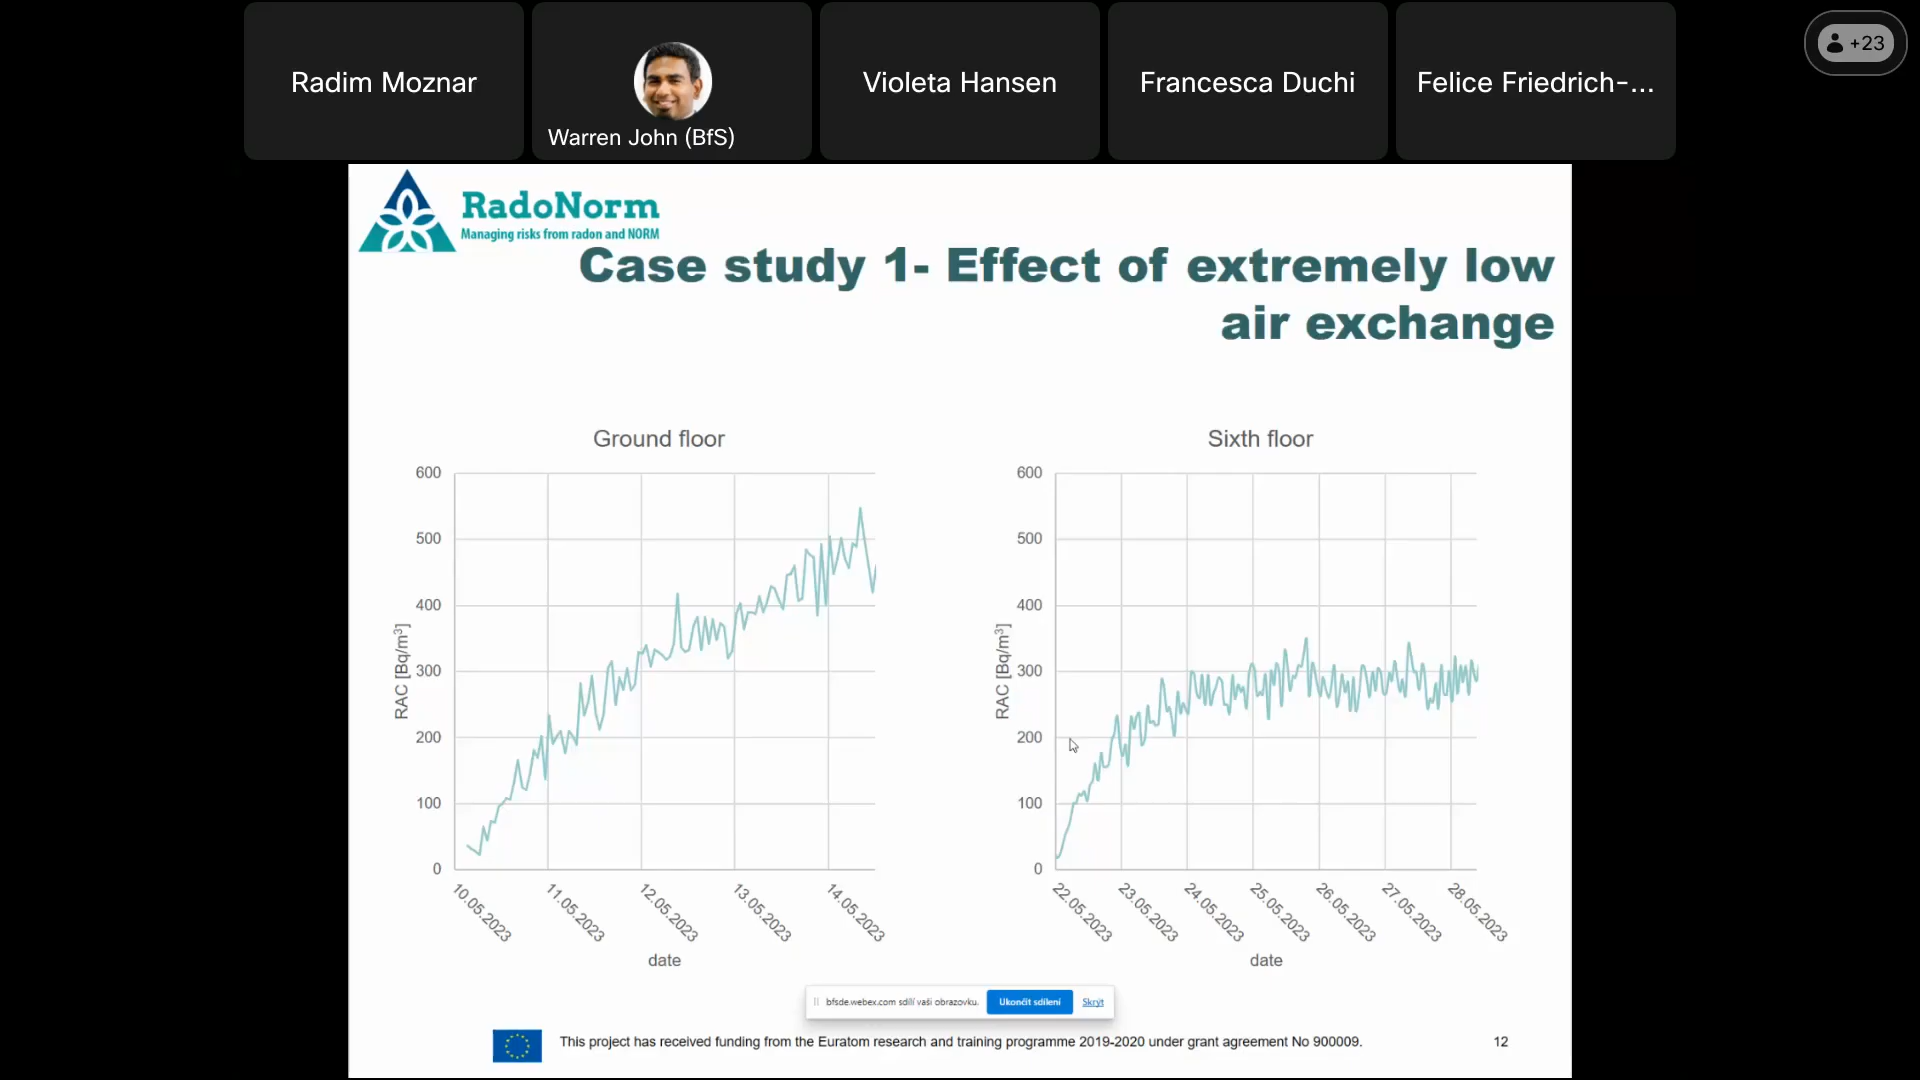 Radim Moznar
Warren John (BfS)
Violeta Hansen
Francesca Duchi
Felice Friedrich-...
+23
RadoNorm
Managing risks from radon and NORM
Case study 1- Effect of extremely low
air exchange
Ground floor
600
500
400
300
200
100
0
RAC [Bq/m³]
10.05.2023
11.05.2023
12.05.2023
13.05.2023
14.05.2023
date
Sixth floor
600
500
400
300
200
100
0
RAC [Bq/m³]
22.05.2023
23.05.2023
24.05.2023
25.05.2023
26.05.2023
27.05.2023
28.05.2023
date
bfsde.webex.com sdílí vaši obrazovku. Ukončit sdílení Skrýt
This project has received funding from the Euratom research and training programme 2019-2020 under grant agreement No 900009.
12